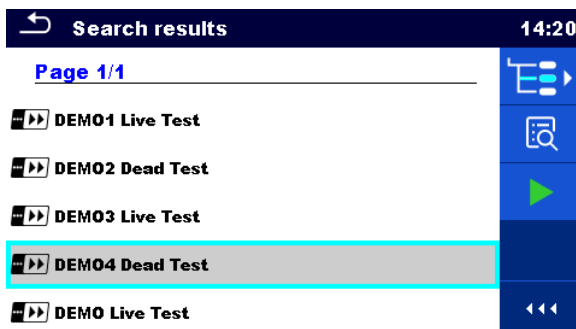 Search results
14:20
Page 1/1
DEMO1 Live Test
DEMO2 Dead Test
DEMO3 Live Test
DEMO4 Dead Test
DEMO Live Test